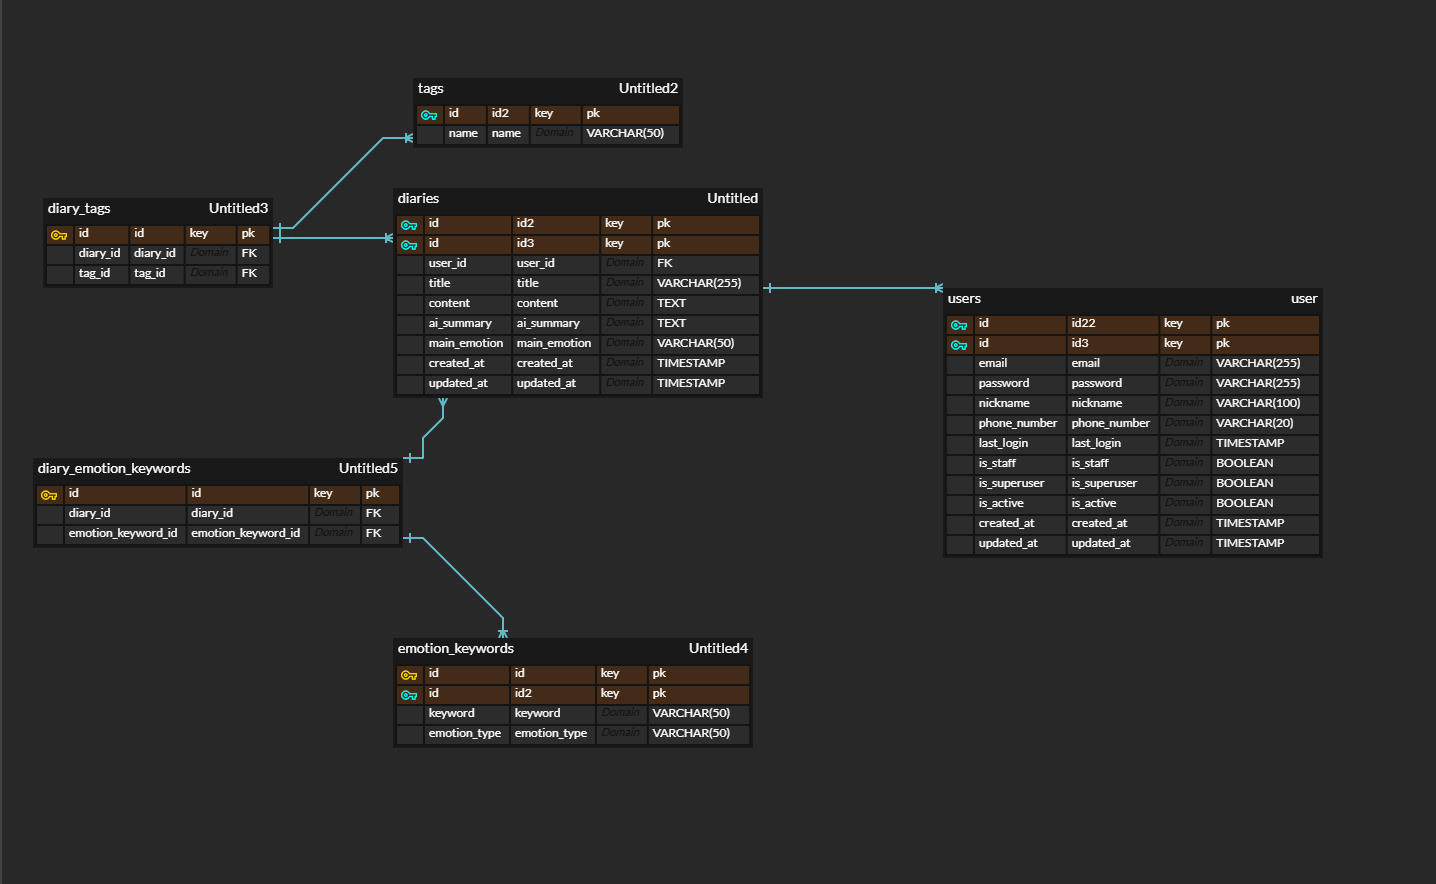 tags Untitled2
id id2 key pk
name name Domain VARCHAR(50)
diaries Untitled
id id2 key pk
id id3 key pk
user_id user_id Domain FK
title title Domain VARCHAR(255)
content content Domain TEXT
ai_summary ai_summary Domain TEXT
main_emotion main_emotion Domain VARCHAR(50)
created_at created_at Domain TIMESTAMP
updated_at updated_at Domain TIMESTAMP
diary_tags Untitled3
id id key pk
diary_id diary_id Domain FK
tag_id tag_id Domain FK
users user
id id22 key pk
id id3 key pk
email email Domain VARCHAR(255)
password password Domain VARCHAR(255)
nickname nickname Domain VARCHAR(100)
phone_number phone_number Domain VARCHAR(20)
last_login last_login Domain TIMESTAMP
is_staff is_staff Domain BOOLEAN
is_superuser is_superuser Domain BOOLEAN
is_active is_active Domain BOOLEAN
created_at created_at Domain TIMESTAMP
updated_at updated_at Domain TIMESTAMP
diary_emotion_keywords Untitled5
id id key pk
diary_id diary_id Domain FK
emotion_keyword_id emotion_keyword_id Domain FK
emotion_keywords Untitled4
id id key pk
id id2 key pk
keyword keyword Domain VARCHAR(50)
emotion_type emotion_type Domain VARCHAR(50)